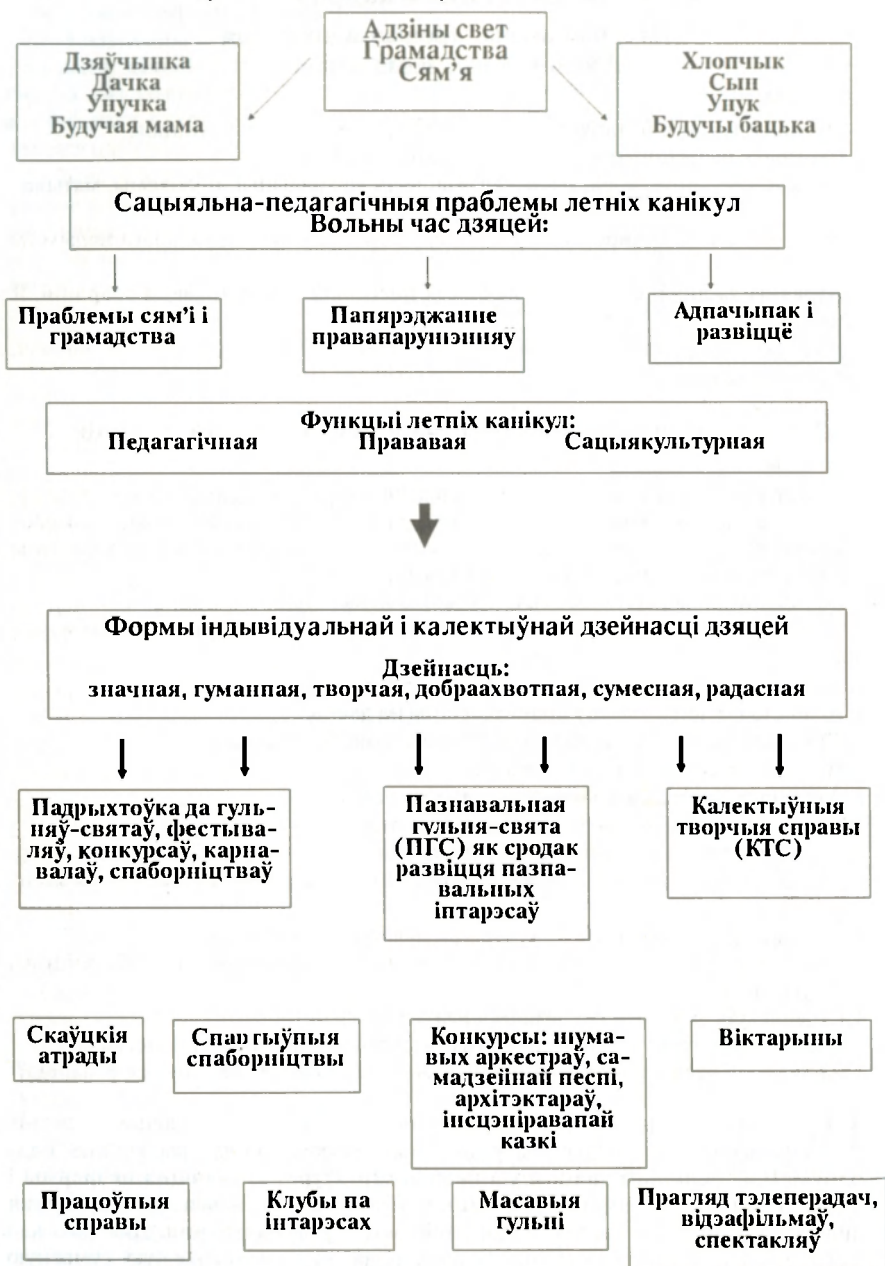 Адзіны свет
Грамадства
Сям'я
Дзяўчынка
Дачка
Унучка
Будучая мама
Хлопчык
Сын
Унук
Будучы бацька
Сацыяльна-педагагічныя праблемы летніх канікул
Вольны час дзяцей:
Праблемы сям'і і
грамадства
Папярэджанне
правапарушэнняў
Адпачынак і
развіццё
Функцыі летніх канікул:
Педагагічная Прававая Сацыякультурная
Формы індывідуальнай і калектыўнай дзейнасці дзяцей
Дзейнасць:
значная, гуманная, творчая, добраахвотная, сумесная, радасная
Падрыхтоўка да гуль-
няў-святаў, фестыва-
ляў, конкурсаў, карна-
валаў, спаборніцтваў
Пазнавальная
гульня-свята
(ПГС) як сродак
развіцця пазна-
вальных
інтарэсаў
Калектыўныя
творчыя справы
(КТС)
Скаўцкія
атрады
Спартыўныя
спаборніцтвы
Конкурсы: шума-
вых аркестраў, са-
мадзейнай песні,
архітэктараў,
інсцэніраванай
казкі
Віктарыны
Працоўныя
справы
Клубы па
інтарэсах
Масавыя
гульні
Прагляд тэлеперадач,
відэафільмаў,
спектакляў